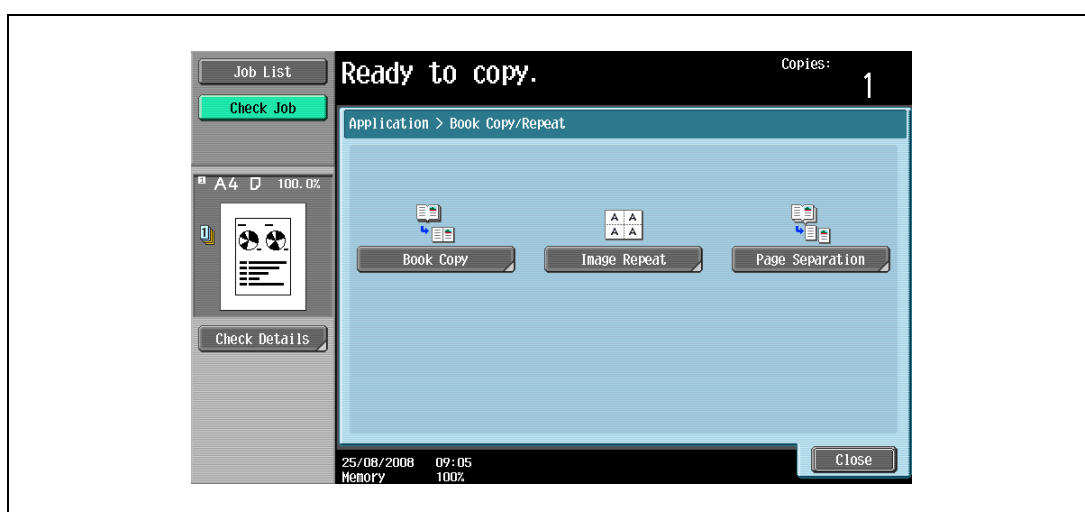 Job List
Check Job
Ready to copy.
Copies:
1
Application > Book Copy/Repeat
A4 100.0%
1
A A
A A
Book Copy
Image Repeat
Page Separation
Check Details
25/08/2008 09:05
Memory 100%
Close